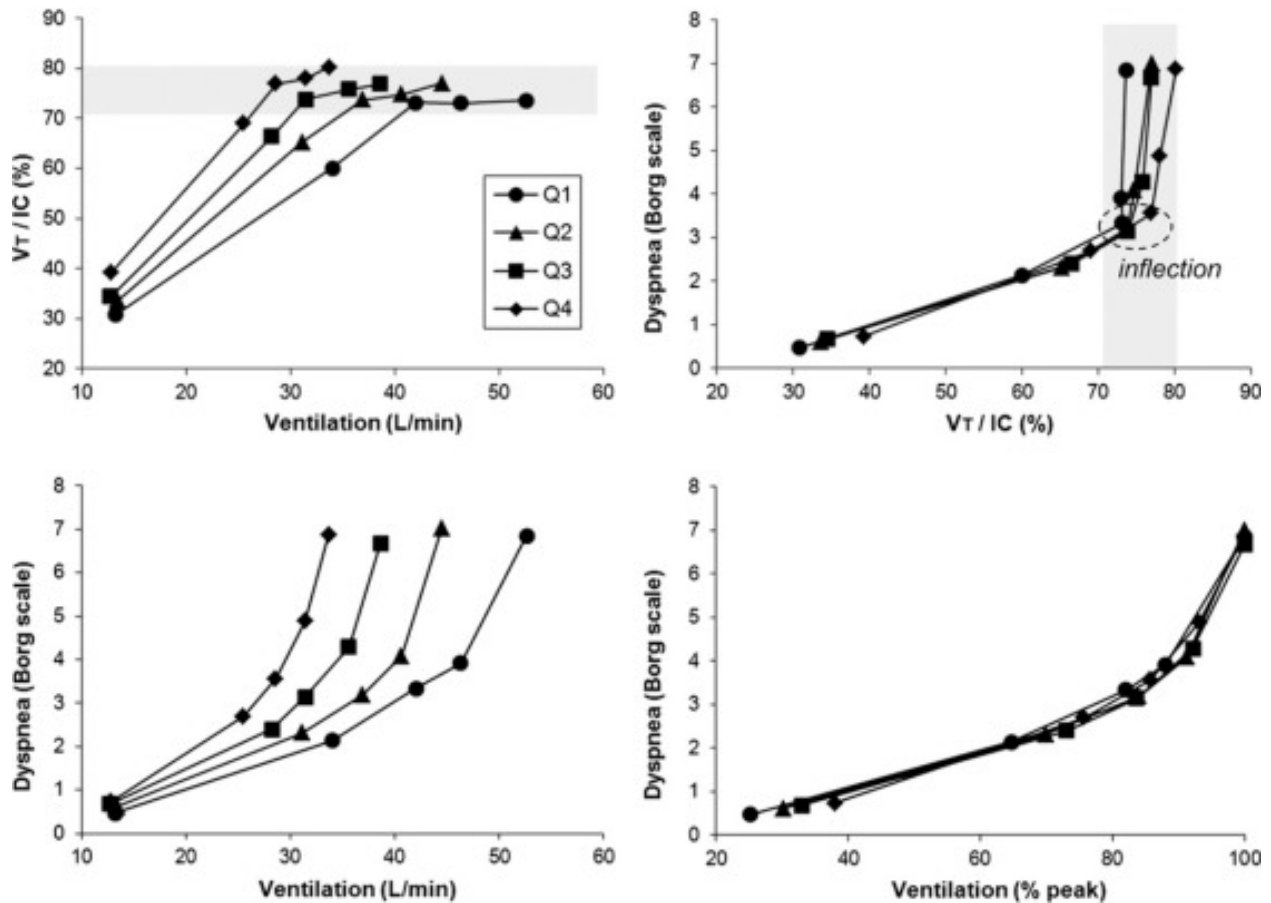 90
80
70
60
50
40
30
20
10 20 30 40 50 60
VT / IC (%)
Ventilation (L/min)
Q1
Q2
Q3
Q4
8
7
6
5
4
3
2
1
0
20 30 40 50 60 70 80 90
Dyspnea (Borg scale)
VT / IC (%)
inflection
8
7
6
5
4
3
2
1
0
10 20 30 40 50 60
Dyspnea (Borg scale)
Ventilation (L/min)
8
7
6
5
4
3
2
1
0
20 40 60 80 100
Dyspnea (Borg scale)
Ventilation (% peak)